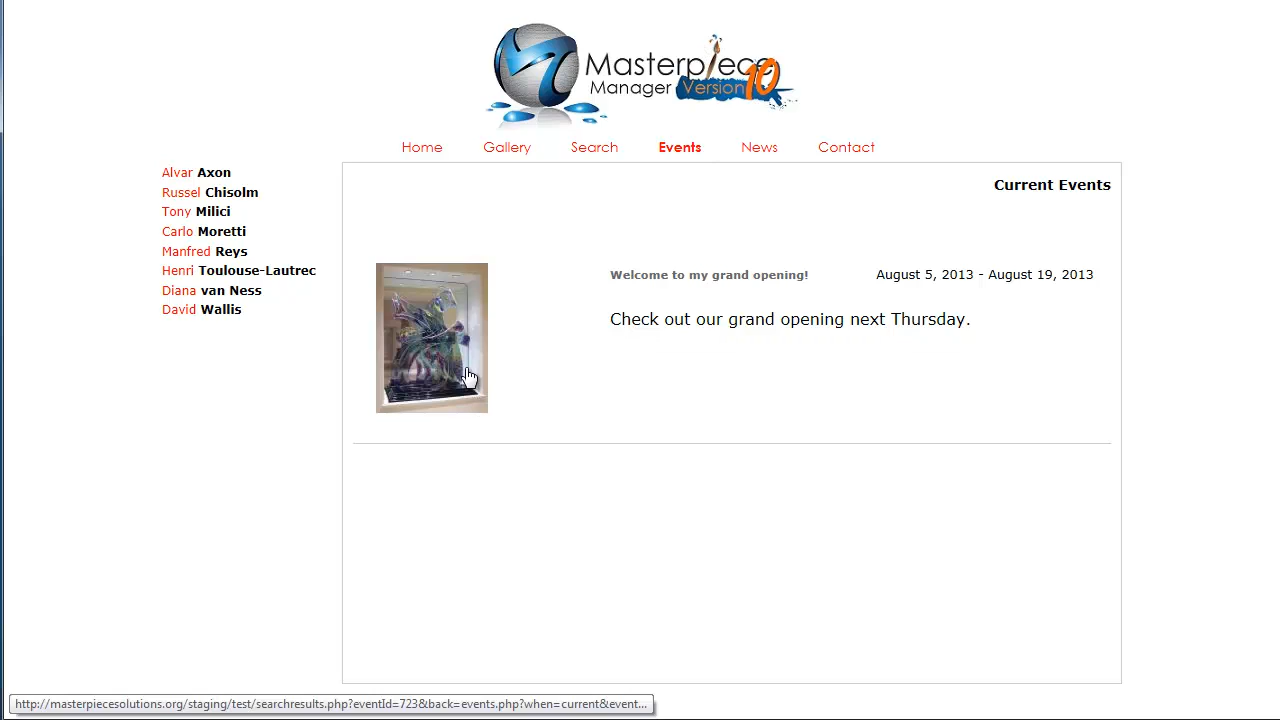 Masterpiece
Manager Version 10
Home Gallery Search Events News Contact
Alvar Axon
Russel Chisolm
Tony Milici
Carlo Moretti
Manfred Reys
Henri Toulouse-Lautrec
Diana van Ness
David Wallis
Current Events
Welcome to my grand opening! August 5, 2013 - August 19, 2013
Check out our grand opening next Thursday.
http://masterpiecesolutions.org/staging/test/searchresults.php?eventId=723&back=events.php?when=current&event...